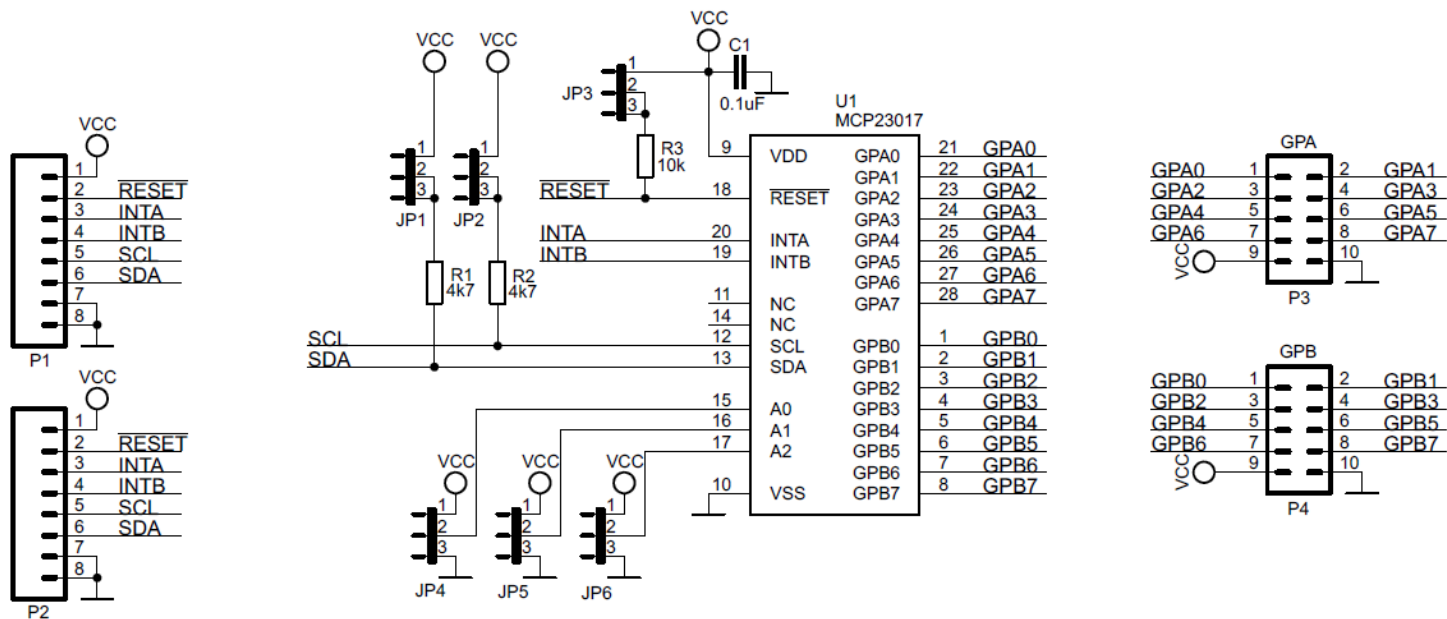 VCC
1
2 RESET
3 INTA
4 INTB
5 SCL
6 SDA
7
8
P1
VCC
1
2 RESET
3 INTA
4 INTB
5 SCL
6 SDA
7
8
P2
VCC
VCC
1
2
3
JP1
1
2
3
JP2
R1
4k7
R2
4k7
SCL
SDA
VCC
C1
0.1uF
JP3
1
2
3
R3
10k
RESET
INTA
INTB
U1
MCP23017
9 VDD
18 RESET
20 INTA
19 INTB
11 NC
14 NC
12 SCL
13 SDA
15 A0
16 A1
17 A2
10 VSS
GPA0 21 GPA0
GPA1 22 GPA1
GPA2 23 GPA2
GPA3 24 GPA3
GPA4 25 GPA4
GPA5 26 GPA5
GPA6 27 GPA6
GPA7 28 GPA7
GPB0 1 GPB0
GPB1 2 GPB1
GPB2 3 GPB2
GPB3 4 GPB3
GPB4 5 GPB4
GPB5 6 GPB5
GPB6 7 GPB6
GPB7 8 GPB7
VCC
1
2
3
JP4
VCC
1
2
3
JP5
VCC
1
2
3
JP6
GPA
GPA0 1 2 GPA1
GPA2 3 4 GPA3
GPA4 5 6 GPA5
GPA6 7 8 GPA7
VCC 9 10
P3
GPB
GPB0 1 2 GPB1
GPB2 3 4 GPB3
GPB4 5 6 GPB5
GPB6 7 8 GPB7
VCC 9 10
P4